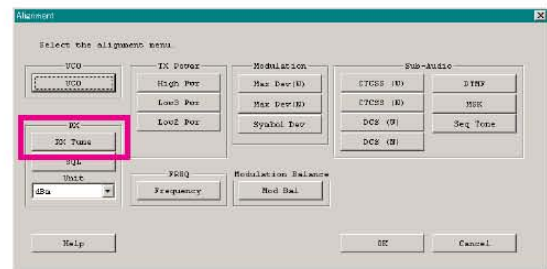 Alignment
Select the alignment menu.
VCO
VCO
TX Power
High Pwr
Low3 Pwr
Low2 Pwr
Modulation
Max Dev(W)
Max Dev(N)
Symbol Dev
Sub-Audio
CTCSS (W)
CTCSS (N)
DCS (W)
DCS (N)
DTMF
MSK
Seq Tone
RX
RX Tune
SQL
Unit
dBu
FREQ
Frequency
Modulation Balance
Mod Bal
Help
OK
Cancel